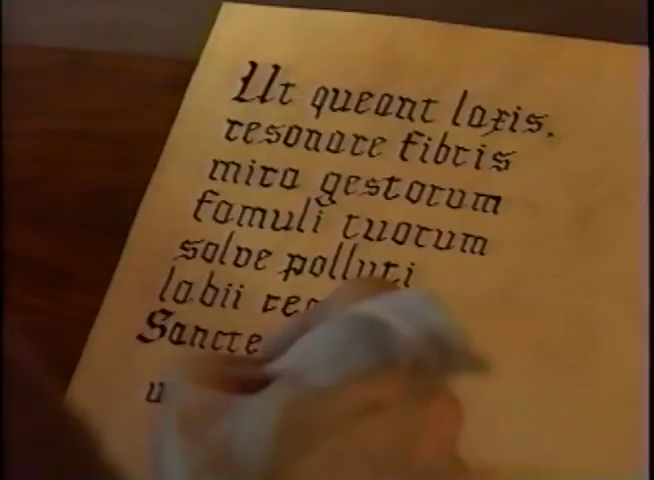 Ut queant laxis.
resonare fibris
mira gestorum
famuli tuorum
solve polluti
labii
Sancte